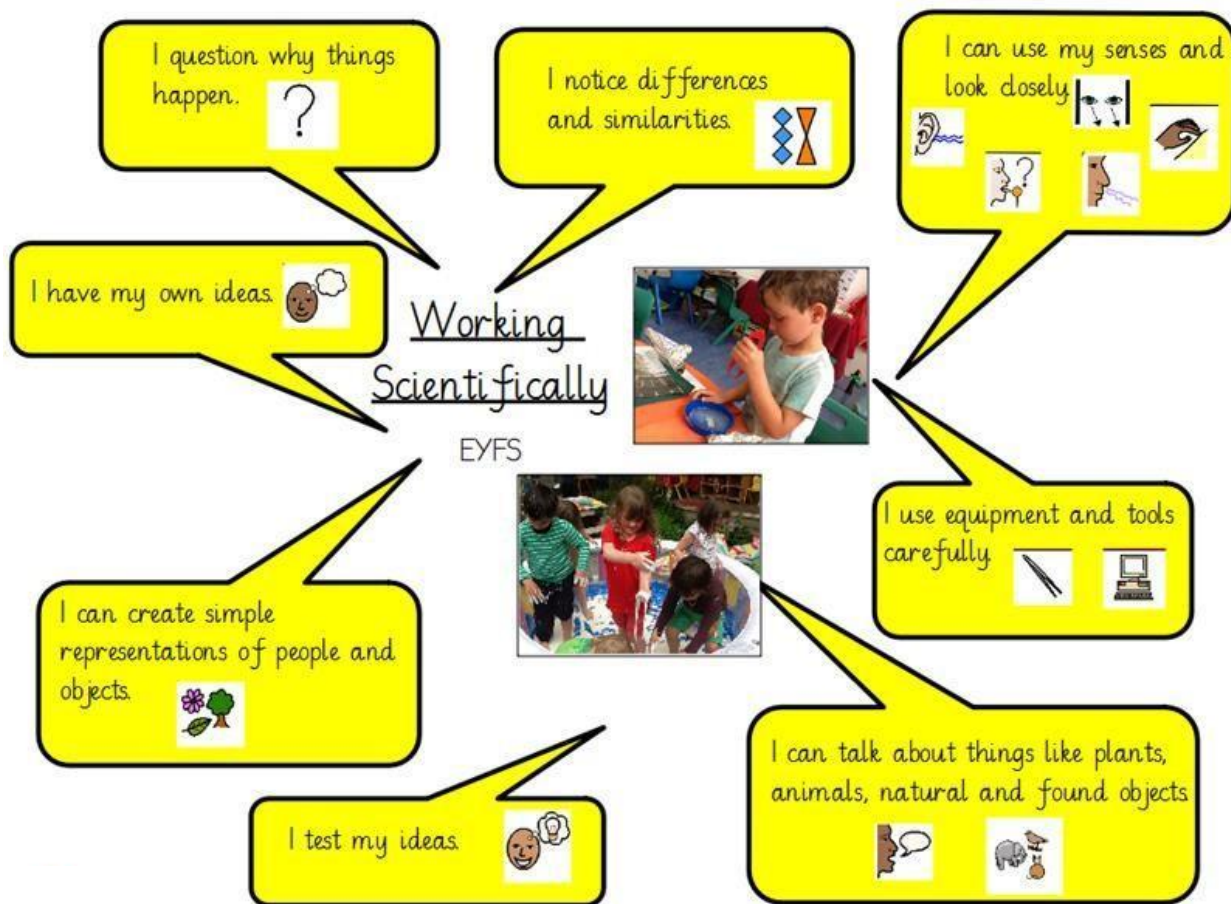 I question why things
happen.
I notice differences
and similarities.
I can use my senses and
look closely.
I have my own ideas.
Working
Scientifically
EYFS
I use equipment and tools
carefully.
I can create simple
representations of people and
objects.
I can talk about things like plants,
animals, natural and found objects.
I test my ideas.